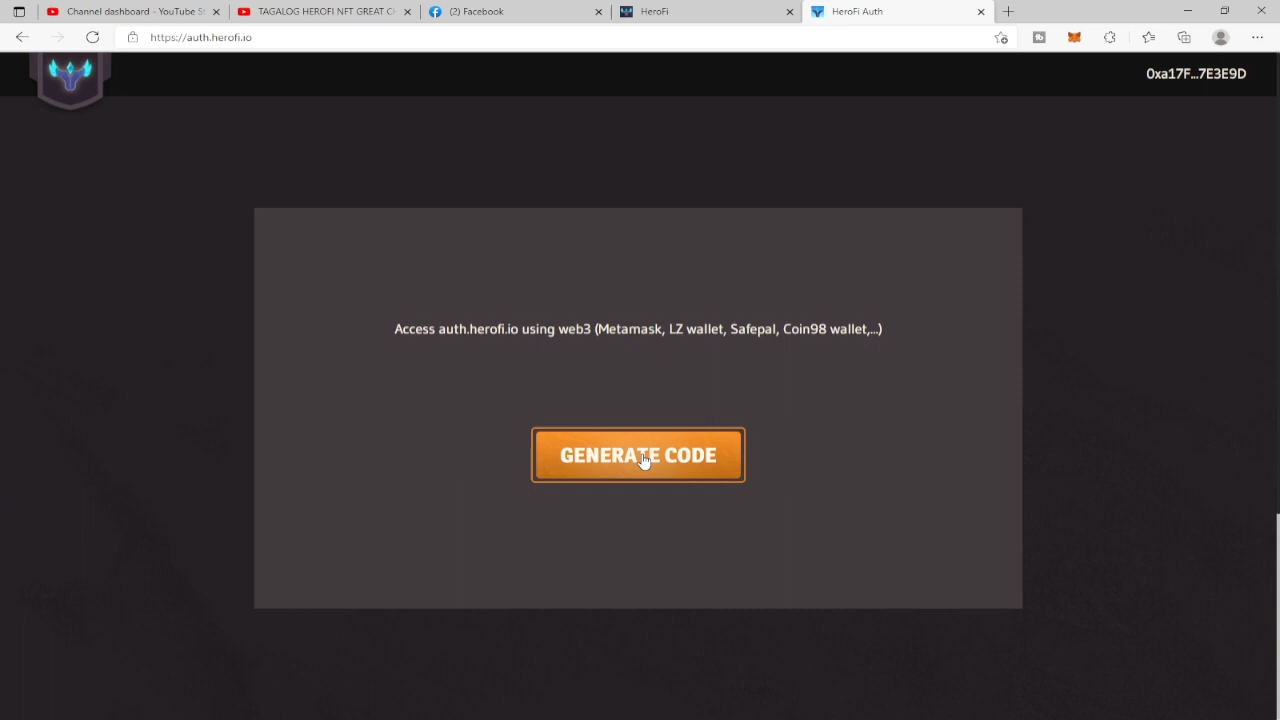 Channel dashboard - YouTube St
TAGALOG HEROFI NFT GREAT CH
(2) Facebook
HeroFi
HeroFi Auth
https://auth.herofi.io
0xa17F...7E3E9D
Access auth.herofi.io using web3 (Metamask, LZ wallet, Safepal, Coin98 wallet,...)
GENERATE CODE